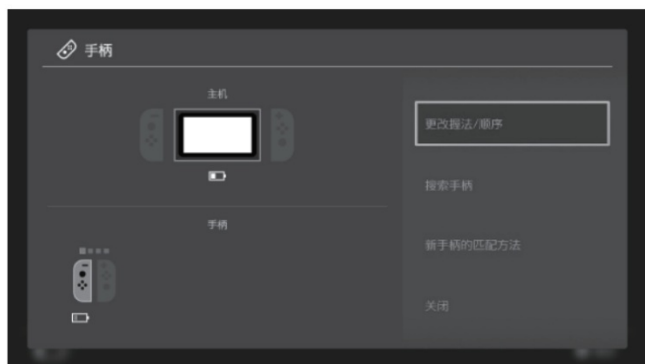 手柄
主机
手柄
更改握法/顺序
搜索手柄
新手柄的匹配方法
关闭